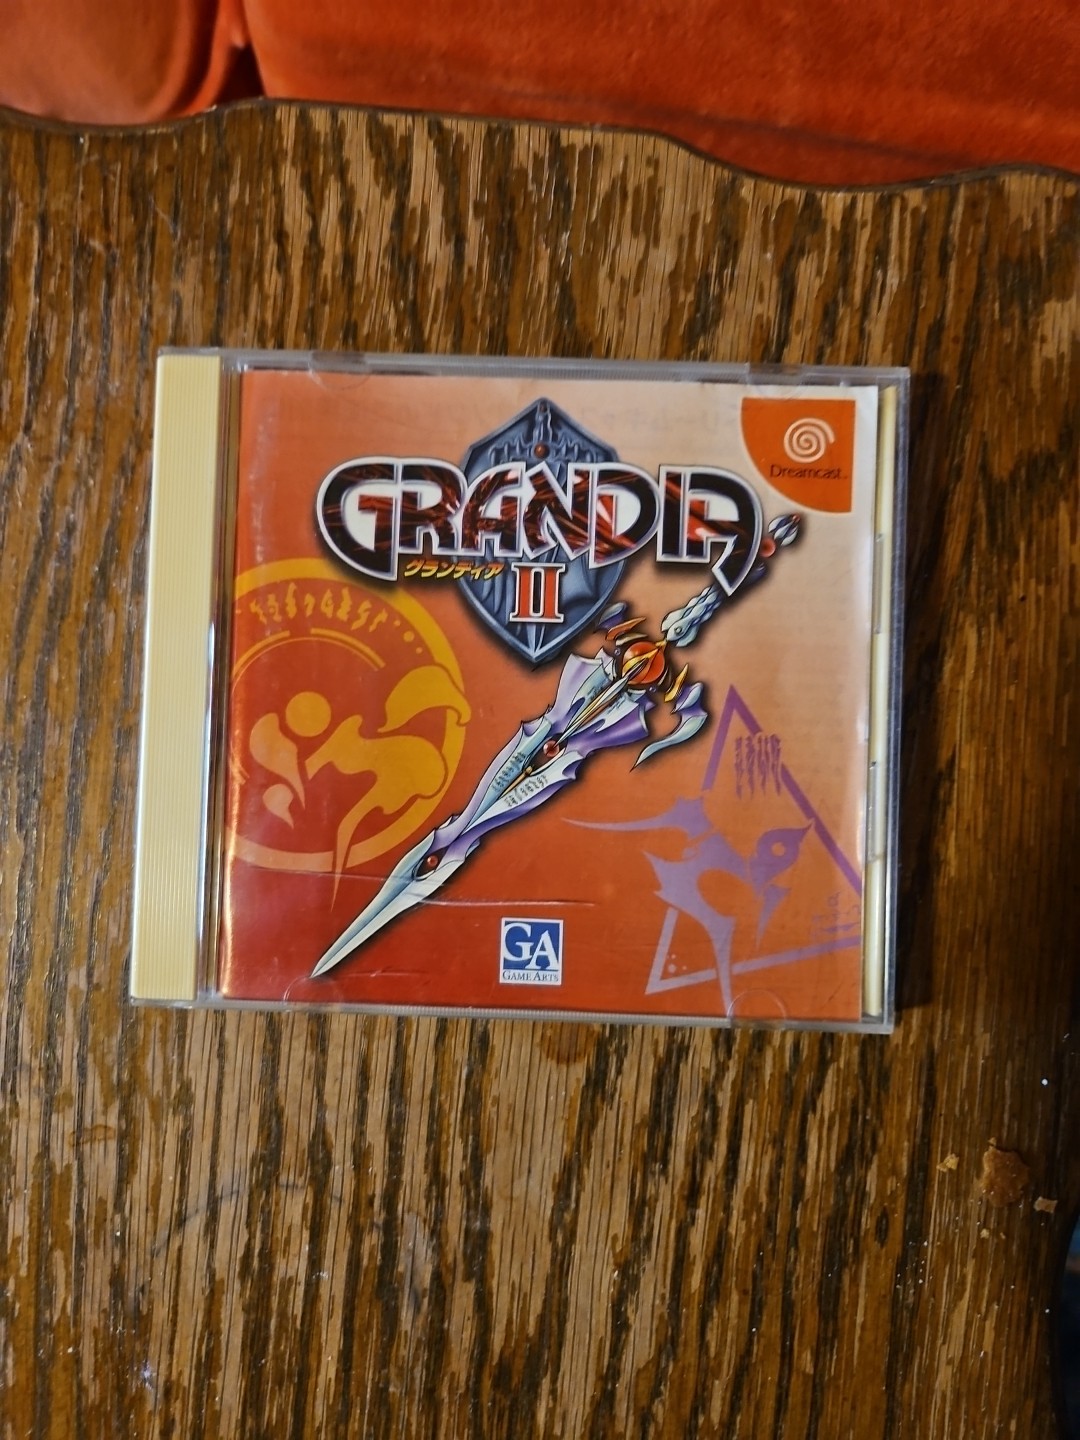 GRANDIA
グランディア
II
Dreamcast
GA
GAME ARTS